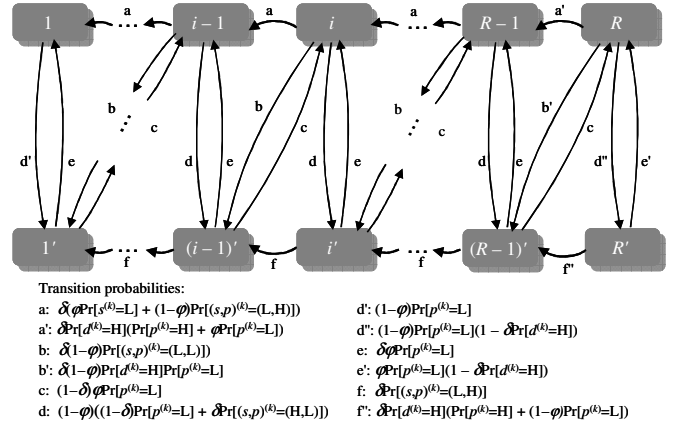 a a a a'
1 ... i − 1 i ... R − 1 R
b c b c b c b' c
d' e d e d e d e d" e'
1′ ... (i − 1)′ i′ ... (R − 1)′ R′
f f f f"
Transition probabilities:
a: δ(φPr[s^(k)=L] + (1−φ)Pr[(s,p)^(k)=(L,H)])
a': δPr[d^(k)=H](Pr[p^(k)=H] + φPr[p^(k)=L])
b: δ(1−φ)Pr[(s,p)^(k)=(L,L)])
b': δ(1−φ)Pr[d^(k)=H]Pr[p^(k)=L]
c: (1−δ)φPr[p^(k)=L]
d: (1−φ)((1−δ)Pr[p^(k)=L] + δPr[(s,p)^(k)=(H,L)])
d': (1−φ)Pr[p^(k)=L]
d": (1−φ)Pr[p^(k)=L](1 − δPr[d^(k)=H])
e: δφPr[p^(k)=L]
e': φPr[p^(k)=L](1 − δPr[d^(k)=H])
f: δPr[(s,p)^(k)=(L,H)]
f": δPr[d^(k)=H](Pr[p^(k)=H] + (1−φ)Pr[p^(k)=L])